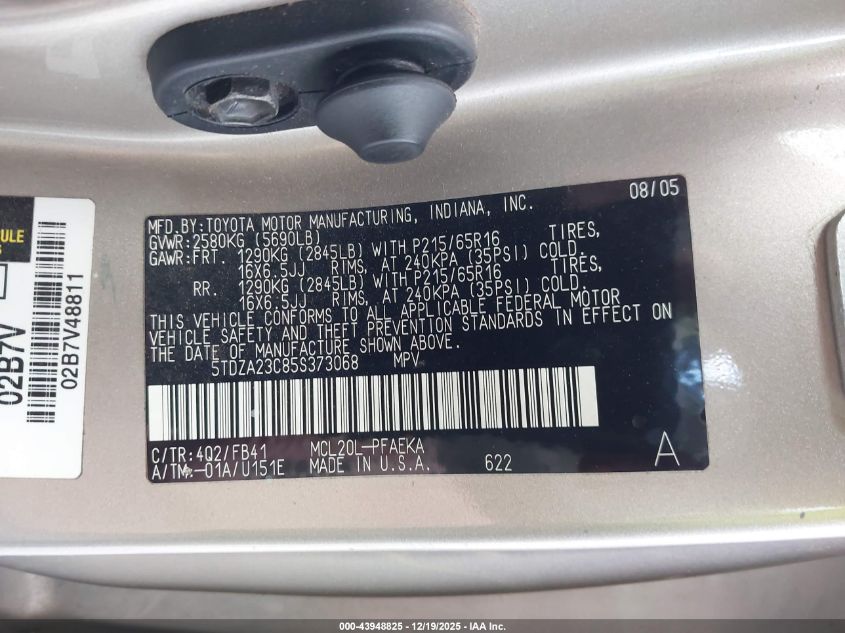 08/05
MFD.BY:TOYOTA MOTOR MANUFACTURING, INDIANA, INC.
GVWR:2580KG (5690LB)
GAWR:FRT. 1290KG (2845LB) WITH P215/65R16 TIRES,
16X6.5JJ RIMS, AT 240KPA (35PSI) COLD.
RR. 1290KG (2845LB) WITH P215/65R16 TIRES,
16X6.5JJ RIMS, AT 240KPA (35PSI) COLD.
THIS VEHICLE CONFORMS TO ALL APPLICABLE FEDERAL MOTOR
VEHICLE SAFETY AND THEFT PREVENTION STANDARDS IN EFFECT ON
THE DATE OF MANUFACTURE SHOWN ABOVE.
5TDZA23C85S373068 MPV
C/TR:4Q2/FB41 MCL20L-PFAEKA
A/TM:-01A/U151E MADE IN U.S.A. 622 A
02B7V
02B7V48811
000-43948825 - 12/19/2025 - IAA Inc.